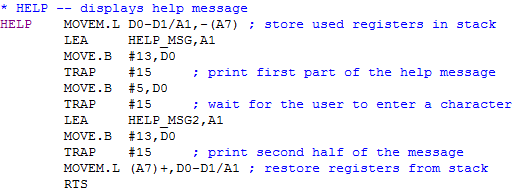 * HELP -- displays help message
HELP MOVEM.L D0-D1/A1,-(A7) ; store used registers in stack
LEA HELP_MSG,A1
MOVE.B #13,D0
TRAP #15 ; print first part of the help message
MOVE.B #5,D0
TRAP #15 ; wait for the user to enter a character
LEA HELP_MSG2,A1
MOVE.B #13,D0
TRAP #15 ; print second half of the message
MOVEM.L (A7)+,D0-D1/A1 ; restore registers from stack
RTS